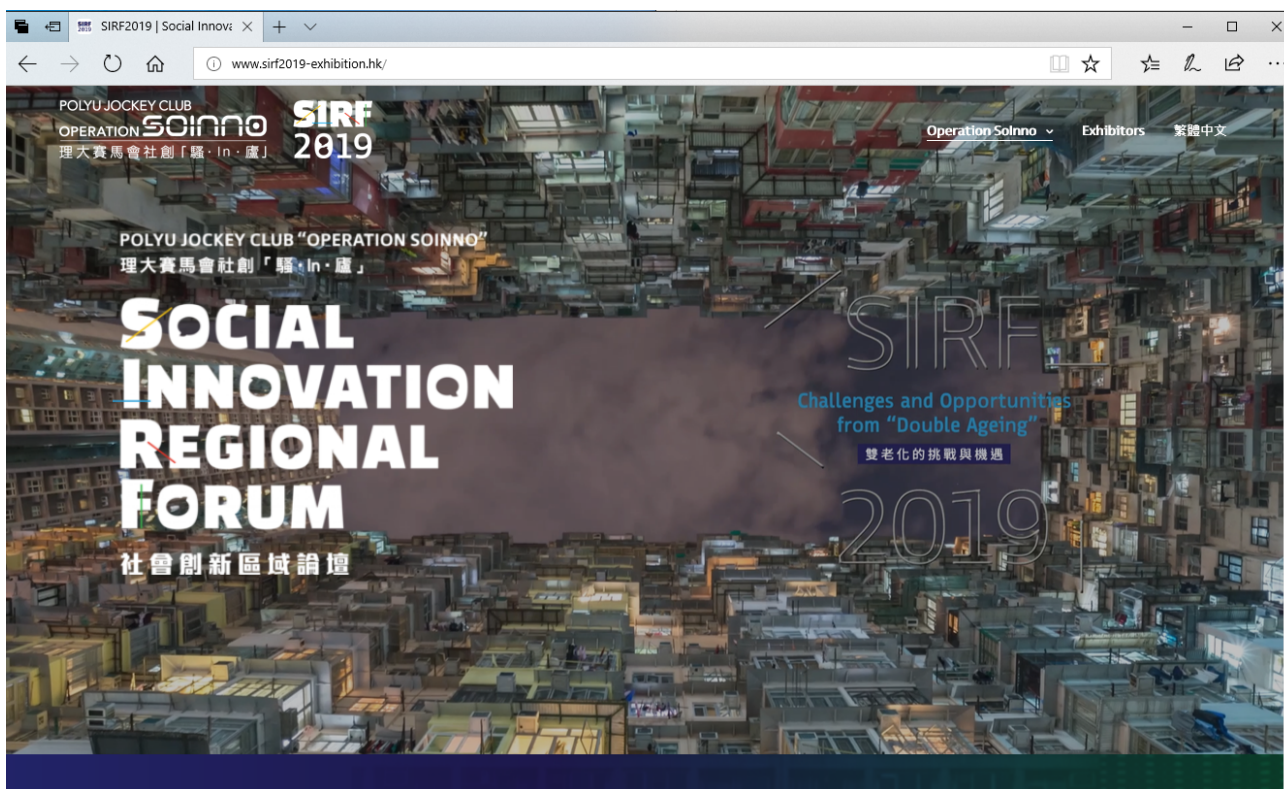 SIRF2019 | Social Innova
www.sirf2019-exhibition.hk/
POLYU JOCKEY CLUB
OPERATION SOINNO
理大賽馬會社創「騷·In·廬」
SIRF
2019
Operation SoInno
Exhibitors
繁體中文
POLYU JOCKEY CLUB “OPERATION SOINNO”
理大賽馬會社創「騷·In·廬」
SOCIAL
INNOVATION
REGIONAL
FORUM
社會創新區域論壇
SIRF
Challenges and Opportunities
from “Double Ageing”
雙老化的挑戰與機遇
2019